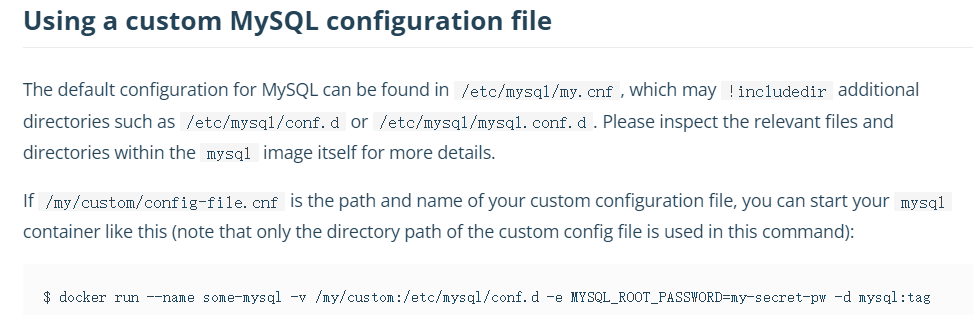 Using a custom MySQL configuration file
The default configuration for MySQL can be found in /etc/mysql/my.cnf , which may !includedir additional
directories such as /etc/mysql/conf.d or /etc/mysql/mysql.conf.d . Please inspect the relevant files and
directories within the mysql image itself for more details.
If /my/custom/config-file.cnf is the path and name of your custom configuration file, you can start your mysql
container like this (note that only the directory path of the custom config file is used in this command):
$ docker run --name some-mysql -v /my/custom:/etc/mysql/conf.d -e MYSQL_ROOT_PASSWORD=my-secret-pw -d mysql:tag